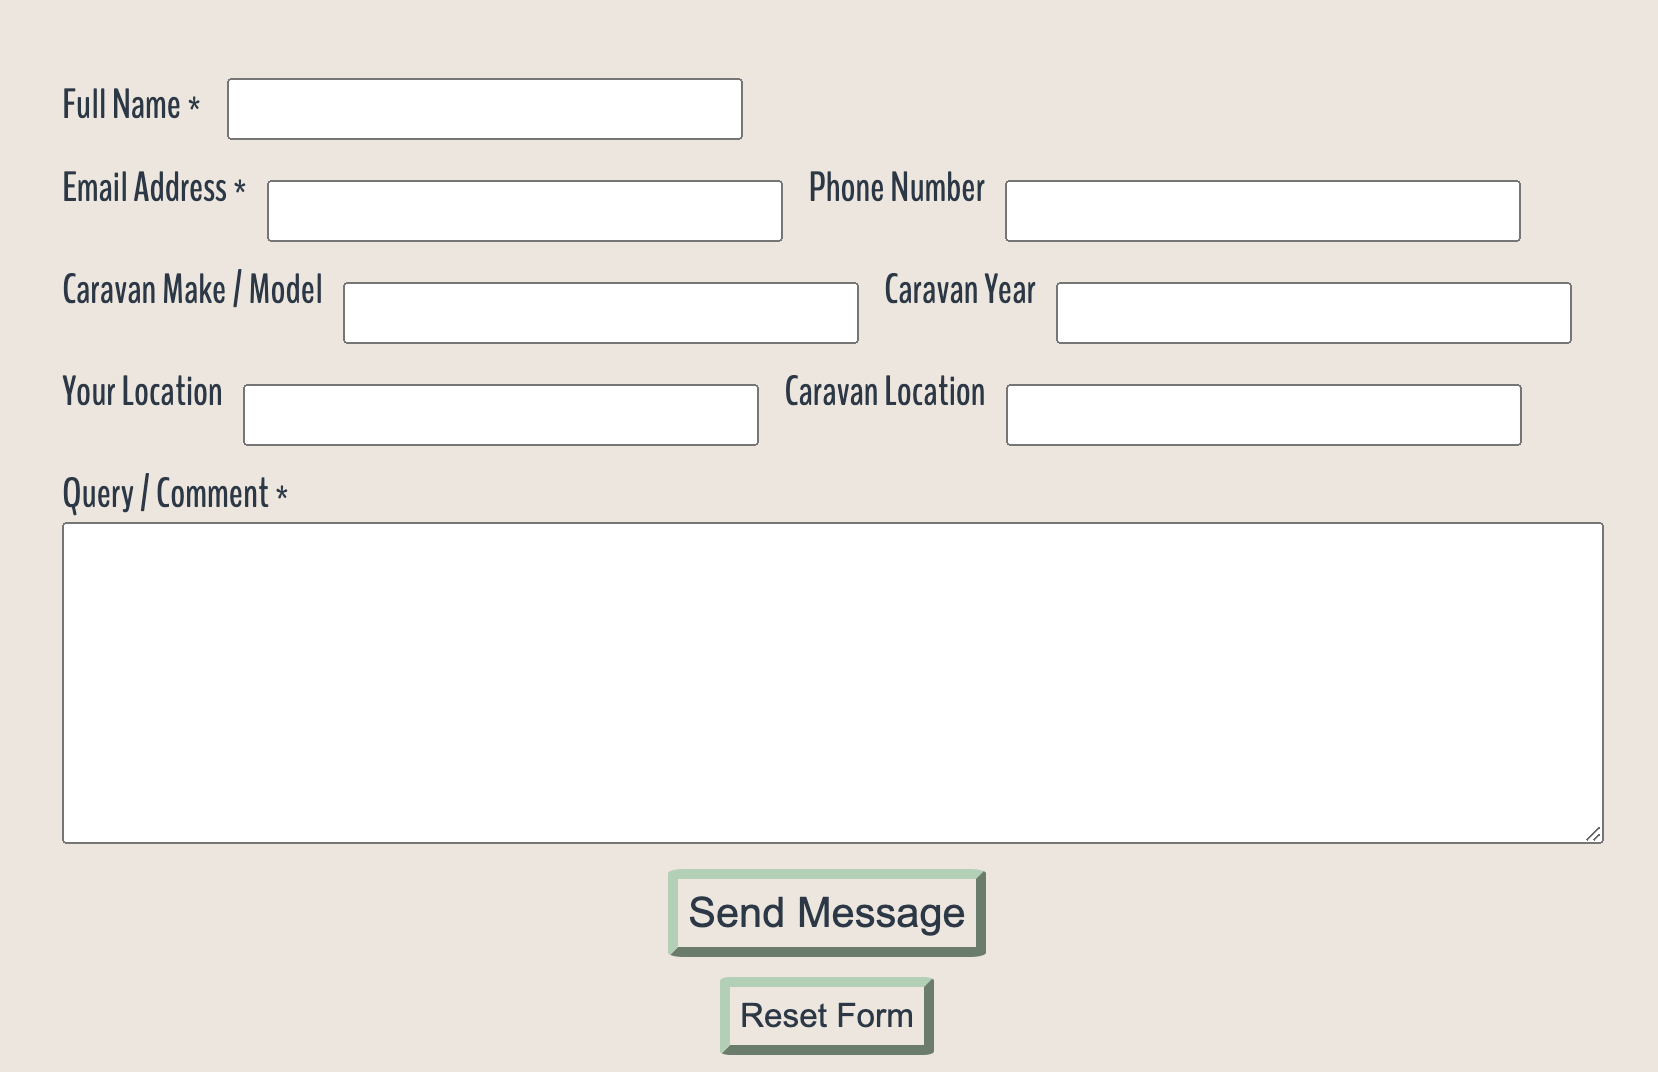 Full Name *
Email Address * Phone Number
Caravan Make / Model Caravan Year
Your Location Caravan Location
Query / Comment *
Send Message
Reset Form